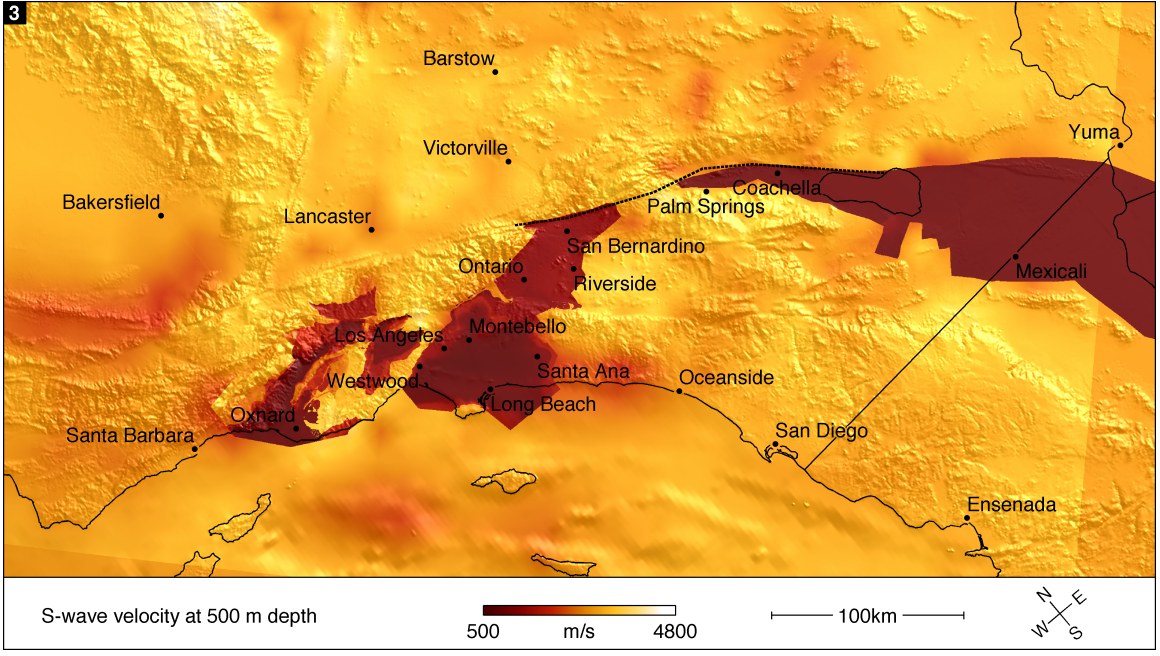 3
Barstow
Yuma
Victorville
Coachella
Palm Springs
Bakersfield
Lancaster
San Bernardino
Ontario
Mexicali
Riverside
Los Angeles
Montebello
Westwood
Santa Ana
Oceanside
Long Beach
Oxnard
Santa Barbara
San Diego
Ensenada
S-wave velocity at 500 m depth
500 m/s 4800
100km
N E
W S